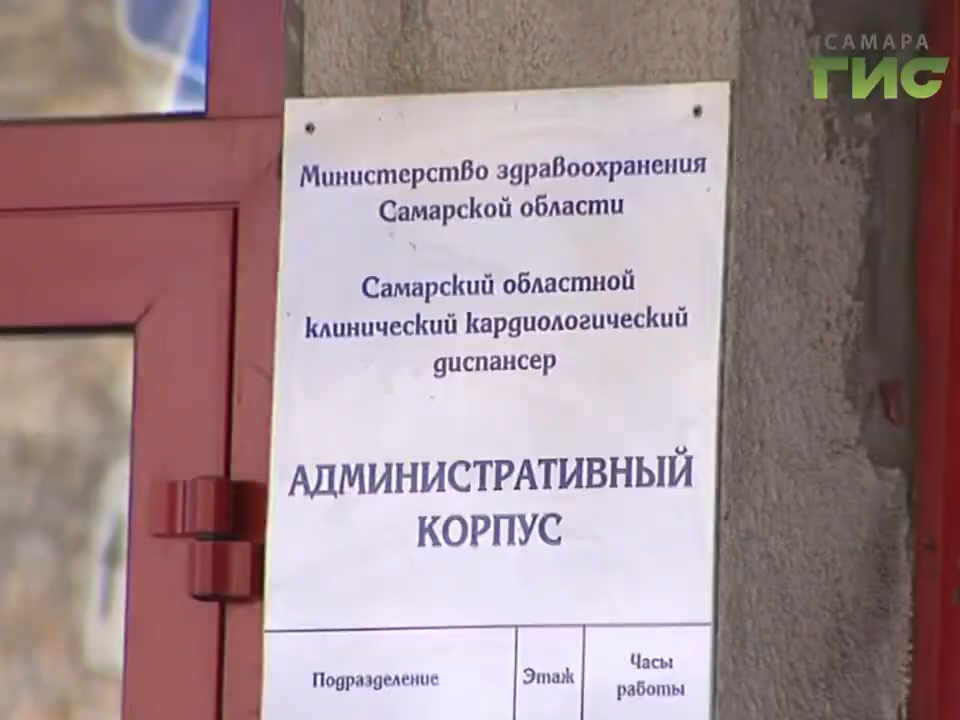 САМАРА
ГИС
Министерство здравоохранения
Самарской области
Самарский областной
клинический кардиологический
диспансер
АДМИНИСТРАТИВНЫЙ
КОРПУС
Подразделение
Этаж
Часы
работы